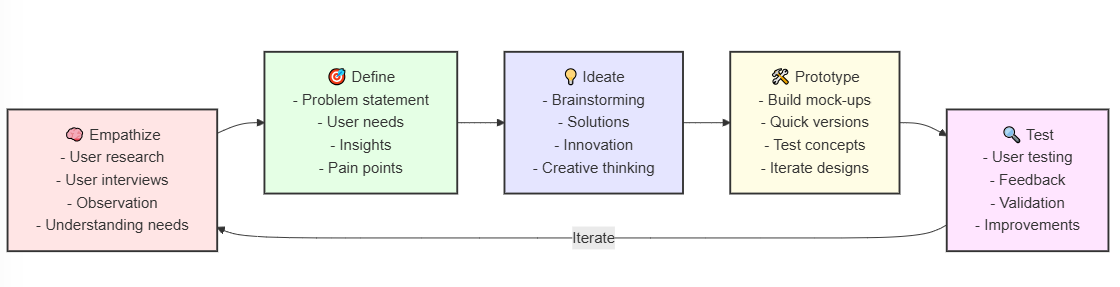 🧠 Empathize
- User research
- User interviews
- Observation
- Understanding needs
🎯 Define
- Problem statement
- User needs
- Insights
- Pain points
💡 Ideate
- Brainstorming
- Solutions
- Innovation
- Creative thinking
🛠 Prototype
- Build mock-ups
- Quick versions
- Test concepts
- Iterate designs
🔍 Test
- User testing
- Feedback
- Validation
- Improvements
Iterate